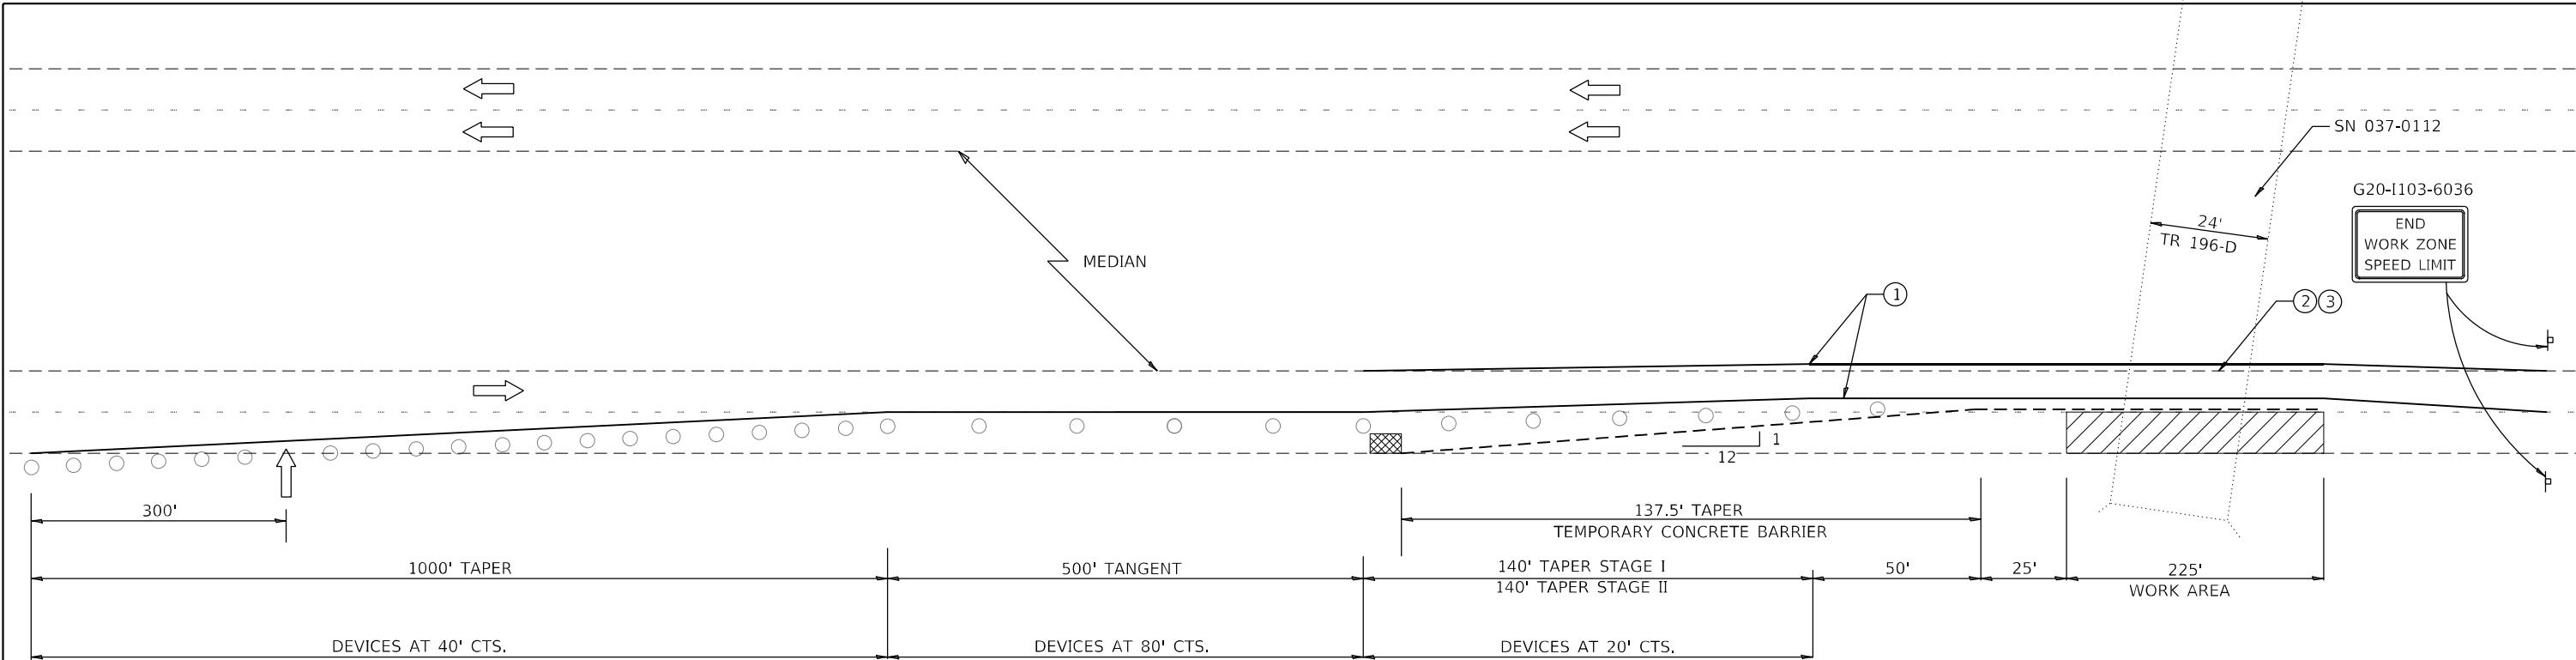 SN 037-0112
G20-I103-6036
END
WORK ZONE
SPEED LIMIT
24'
TR 196-D
MEDIAN
1
2 3
1
12
300'
137.5' TAPER
TEMPORARY CONCRETE BARRIER
1000' TAPER
500' TANGENT
140' TAPER STAGE I
140' TAPER STAGE II
50'
25'
225'
WORK AREA
DEVICES AT 40' CTS.
DEVICES AT 80' CTS.
DEVICES AT 20' CTS.